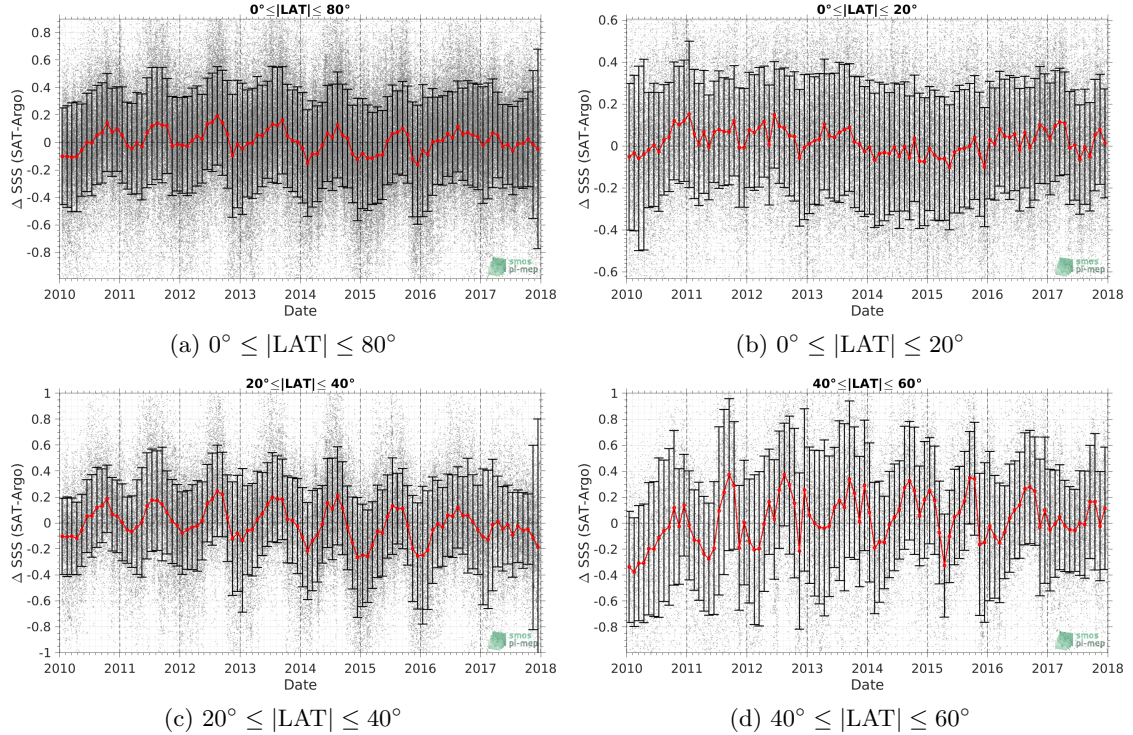 0°≤|LAT|≤ 80°
Δ SSS (SAT-Argo)
0.8
0.6
0.4
0.2
0
-0.2
-0.4
-0.6
-0.8
2010 2011 2012 2013 2014 2015 2016 2017 2018
Date
smos
pi-mep
(a) 0° ≤ |LAT| ≤ 80°
0°≤|LAT|≤ 20°
Δ SSS (SAT-Argo)
0.6
0.4
0.2
0
-0.2
-0.4
-0.6
2010 2011 2012 2013 2014 2015 2016 2017 2018
Date
smos
pi-mep
(b) 0° ≤ |LAT| ≤ 20°
20°≤|LAT|≤ 40°
Δ SSS (SAT-Argo)
1
0.8
0.6
0.4
0.2
0
-0.2
-0.4
-0.6
-0.8
-1
2010 2011 2012 2013 2014 2015 2016 2017 2018
Date
smos
pi-mep
(c) 20° ≤ |LAT| ≤ 40°
40°≤|LAT|≤ 60°
Δ SSS (SAT-Argo)
1
0.8
0.6
0.4
0.2
0
-0.2
-0.4
-0.6
-0.8
2010 2011 2012 2013 2014 2015 2016 2017 2018
Date
smos
pi-mep
(d) 40° ≤ |LAT| ≤ 60°